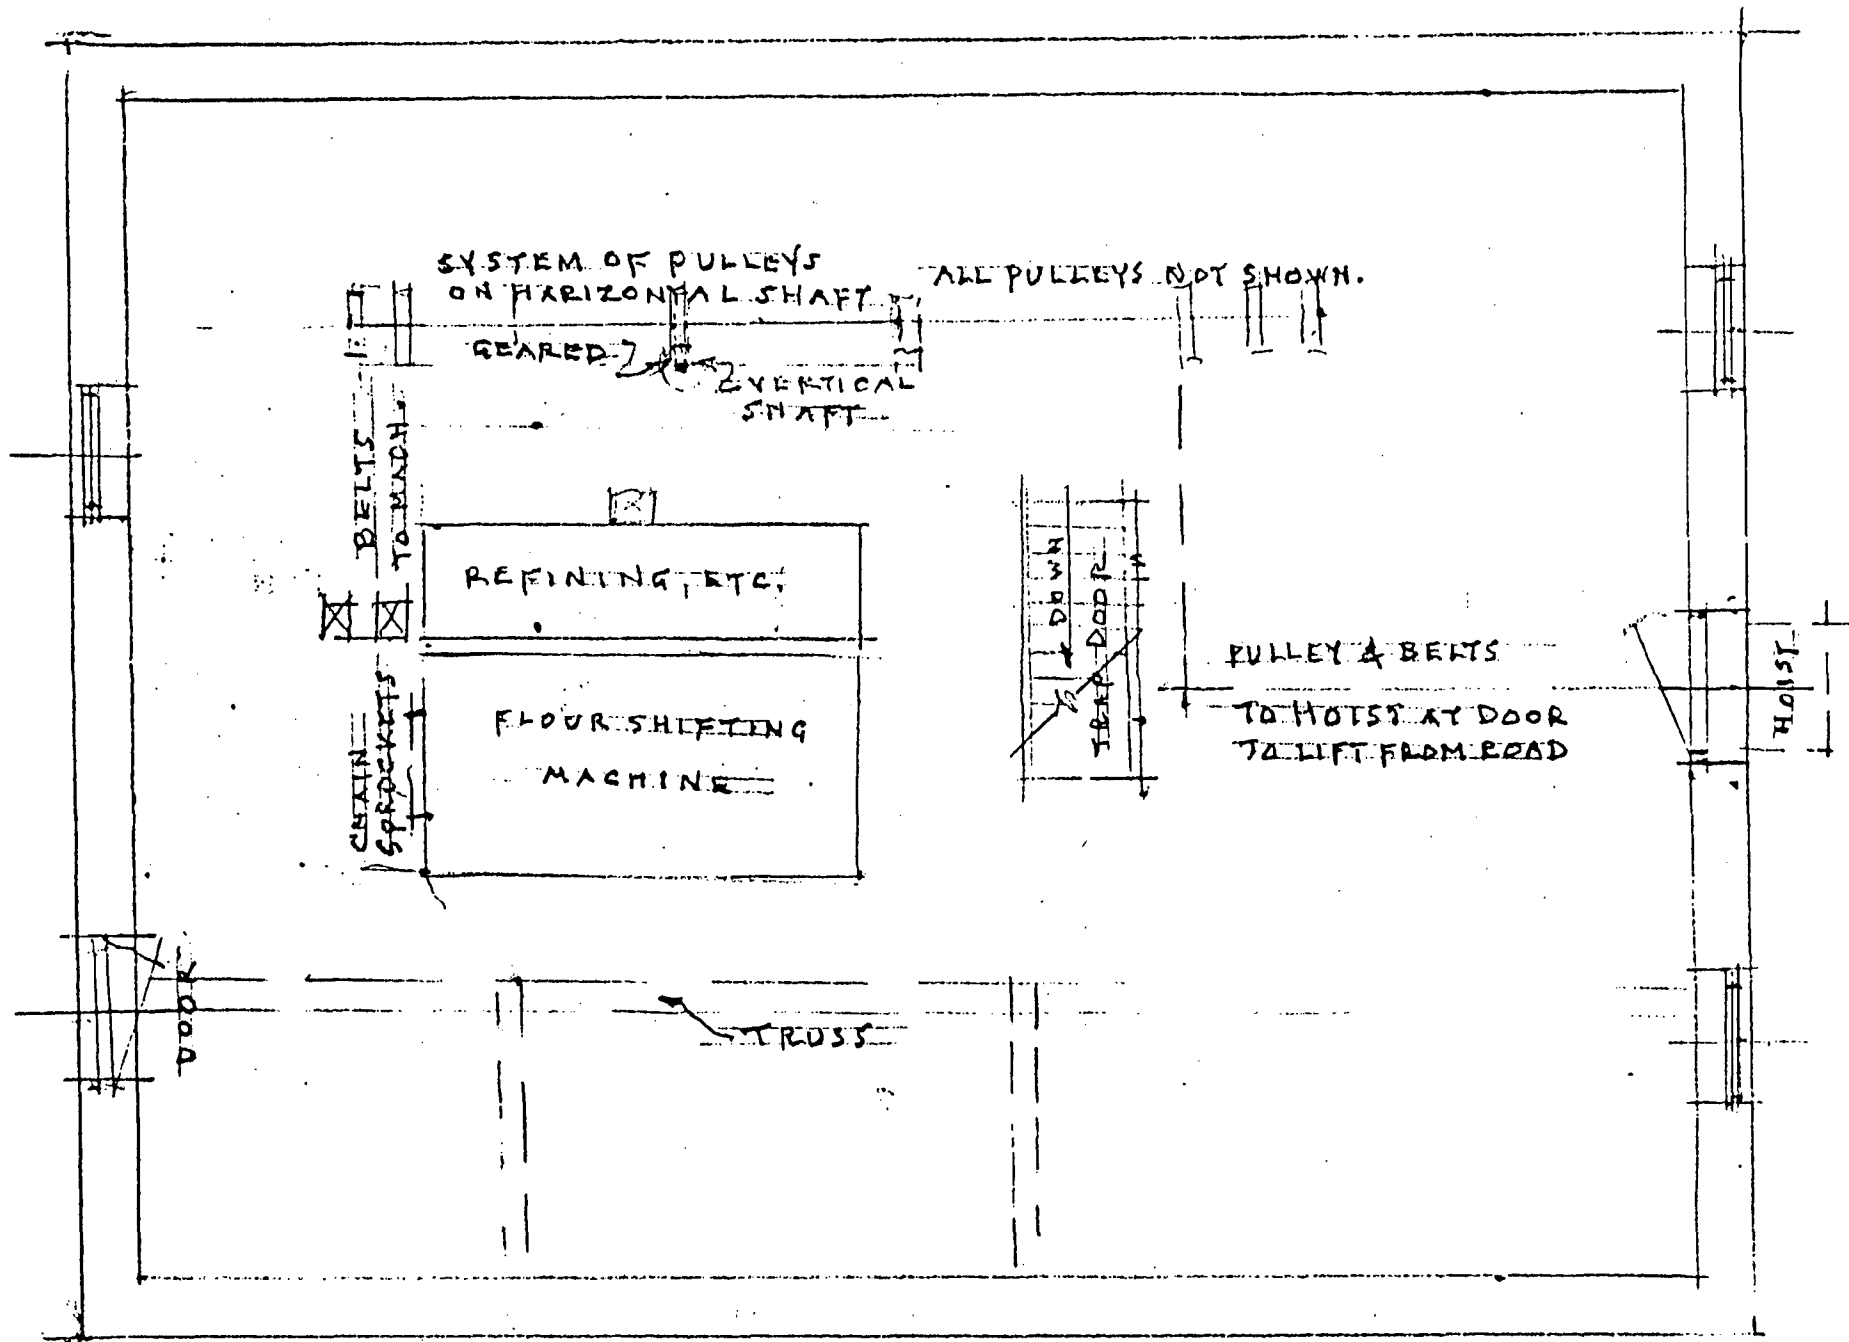 SYSTEM OF PULLEYS
ON HARIZONTAL SHAFT
ALL PULLEYS NOT SHOWN.
GEARED
VERTICAL
SHAFT
BELTS
TO MACH.
REFINING, ETC.
DOWN
TRAP DOOR
PULLEY & BELTS
TO HOIST AT DOOR
TO LIFT FROM ROAD
HOIST
FLOUR SHIFTING
MACHINE
CHAIN
SPROCKETS
DOOR
TRUSS